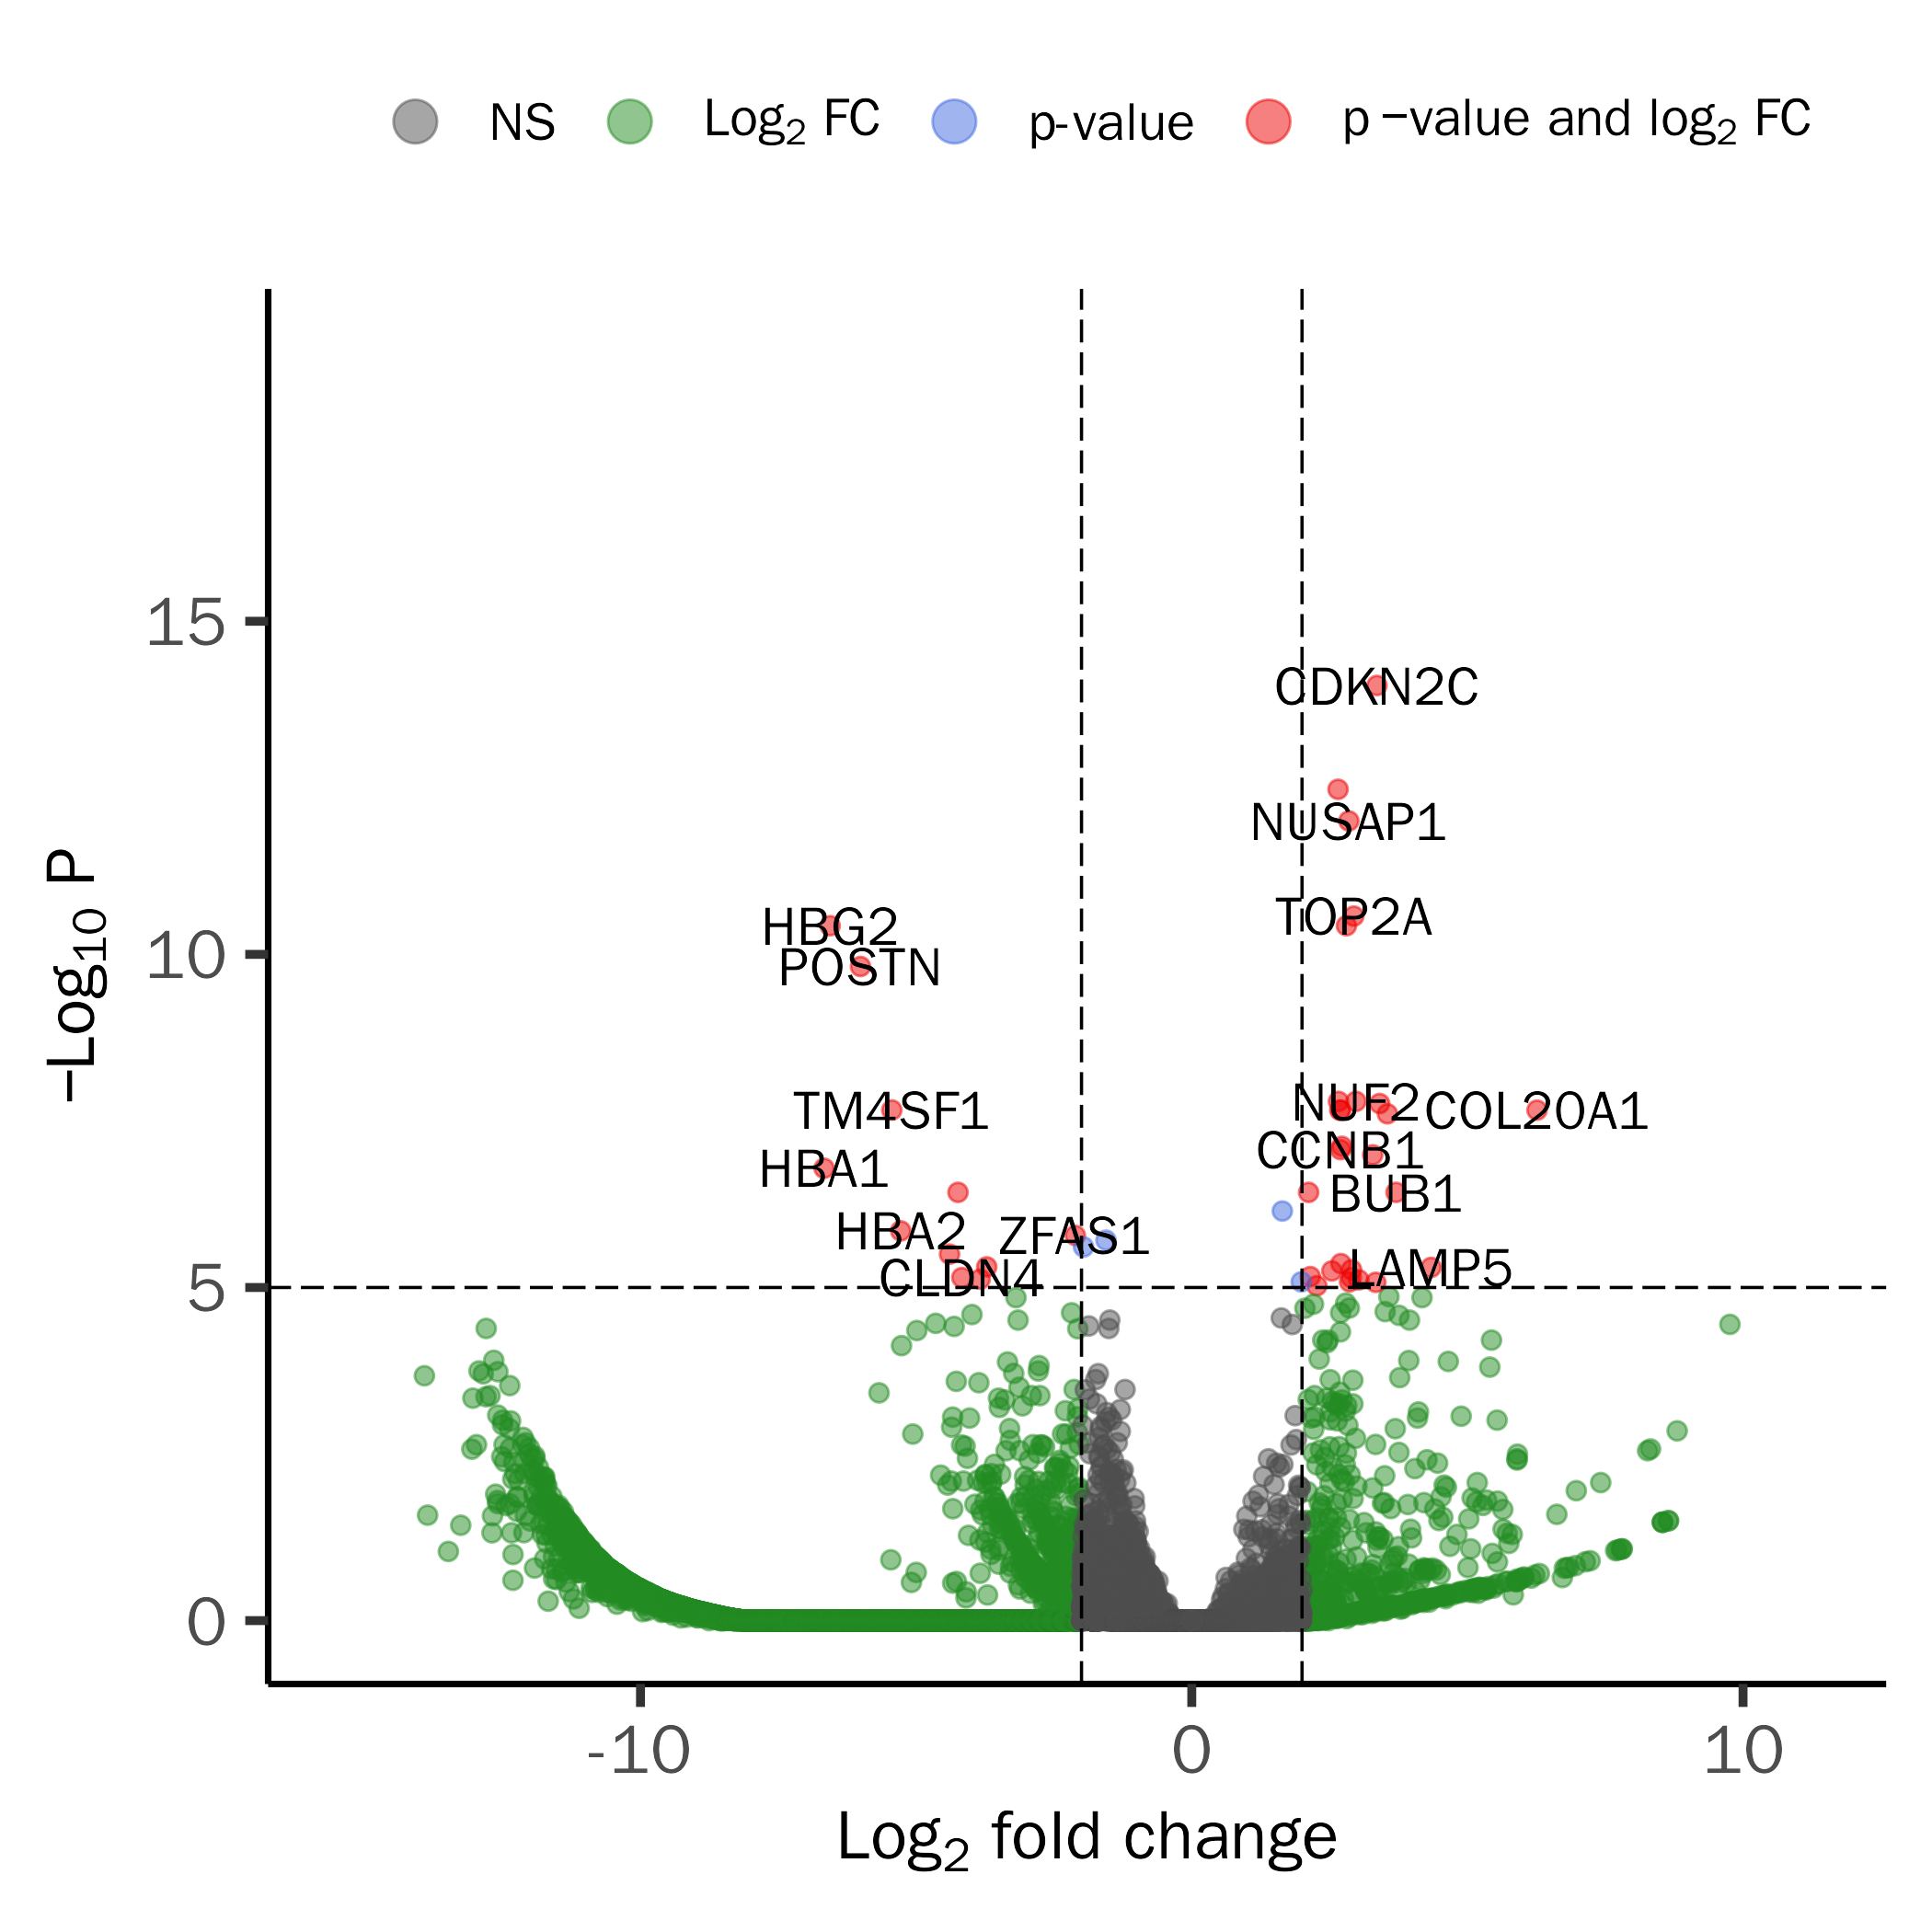 NS Log₂ FC p-value p −value and log₂ FC
−Log₁₀ P
15
10
5
0
CDKN2C
NUSAP1
TOP2A
HBG2
POSTN
TM4SF1
NUF2
COL20A1
CCNB1
HBA1
BUB1
HBA2
ZFAS1
LAMP5
CLDN4
-10 0 10
Log₂ fold change